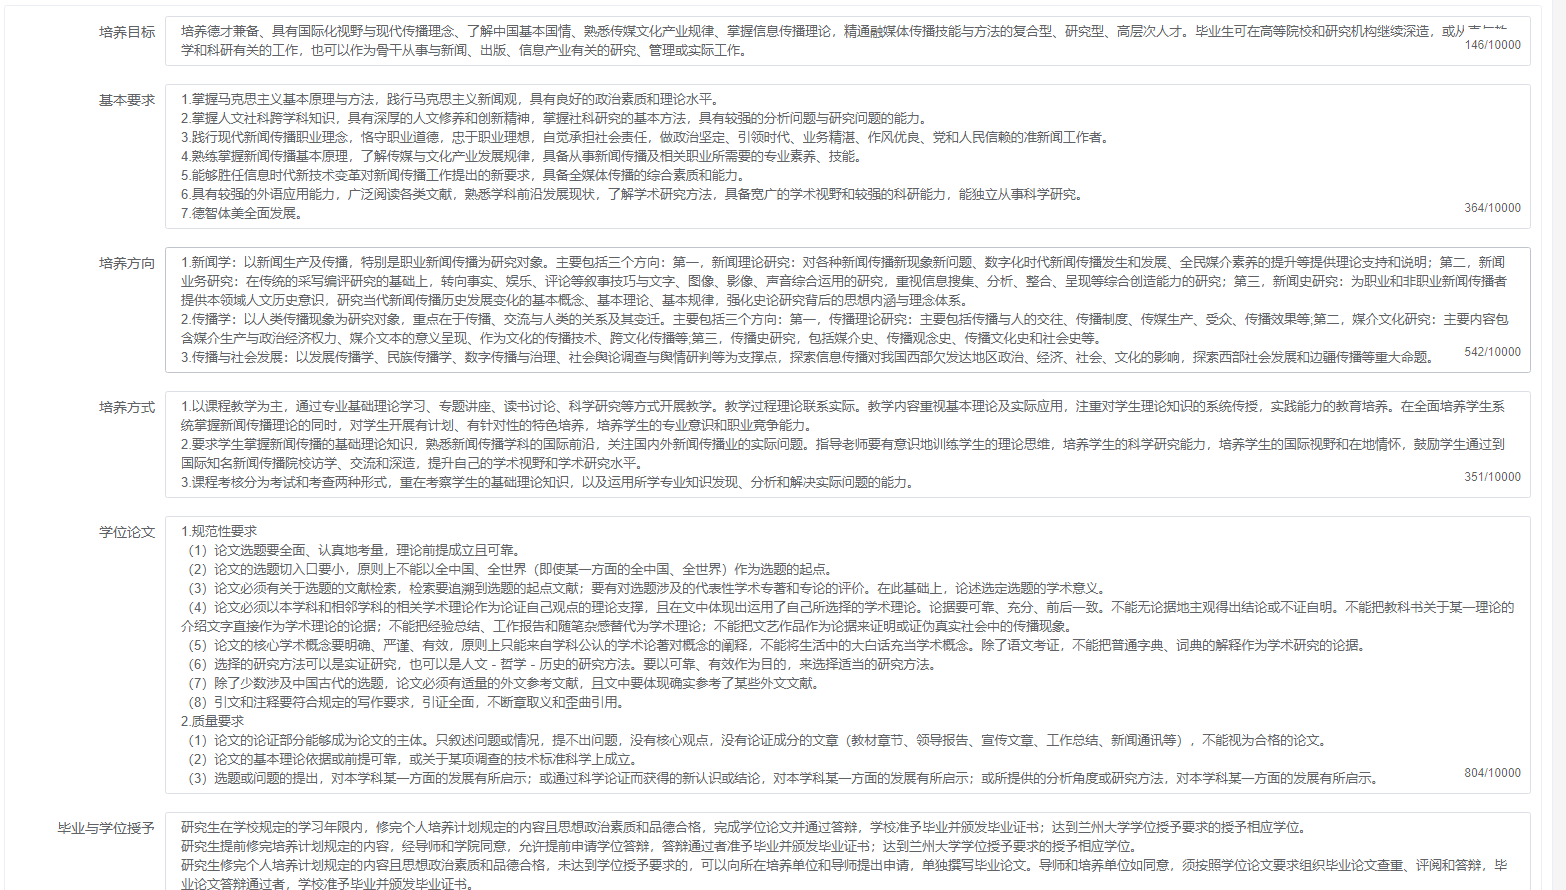 培养目标
培养德才兼备、具有国际化视野与现代传播理念、了解中国基本国情、熟悉传媒文化产业规律、掌握信息传播理论，精通融媒体传播技能与方法的复合型、研究型、高层次人才。毕业生可在高等院校和研究机构继续深造，或从
学和科研有关的工作，也可以作为骨干从事与新闻、出版、信息产业有关的研究、管理或实际工作。
146/10000
基本要求
1.掌握马克思主义基本原理与方法，践行马克思主义新闻观，具有良好的政治素质和理论水平。
2.掌握人文社科跨学科知识，具有深厚的人文修养和创新精神，掌握社科研究的基本方法，具有较强的分析问题与研究问题的能力。
3.践行现代新闻传播职业理念，恪守职业道德，忠于职业理想，自觉承担社会责任，做政治坚定、引领时代、业务精湛、作风优良、党和人民信赖的准新闻工作者。
4.熟练掌握新闻传播基本原理，了解传媒与文化产业发展规律，具备从事新闻传播及相关职业所需要的专业素养、技能。
5.能够胜任信息时代新技术变革对新闻传播工作提出的新要求，具备全媒体传播的综合素质和能力。
6.具有较强的外语应用能力，广泛阅读各类文献，熟悉学科前沿发展现状，了解学术研究方法，具备宽广的学术视野和较强的科研能力，能独立从事科学研究。
7.德智体美全面发展。
364/10000
培养方向
1.新闻学：以新闻生产及传播，特别是职业新闻传播为研究对象。主要包括三个方向：第一，新闻理论研究：对各种新闻传播新现象新问题、数字化时代新闻传播发生和发展、全民媒介素养的提升等提供理论支持和说明；第二，新闻
业务研究：在传统的采写编评研究的基础上，转向事实、娱乐、评论等叙事技巧与文字、图像、影像、声音综合运用的研究，重视信息搜集、分析、整合、呈现等综合创造能力的研究；第三，新闻史研究：为职业和非职业新闻传播者
提供本领域人文历史意识，研究当代新闻传播历史发展变化的基本概念、基本理论、基本规律，强化史论研究背后的思想内涵与理念体系。
2.传播学：以人类传播现象为研究对象，重点在于传播、交流与人类的关系及其变迁。主要包括三个方向：第一，传播理论研究：主要包括传播与人的交往、传播制度、传媒生产、受众、传播效果等;第二，媒介文化研究：主要内容包
含媒介生产与政治经济权力、媒介文本的意义呈现、作为文化的传播技术、跨文化传播等;第三，传播史研究，包括媒介史、传播观念史、传播文化史和社会史等。
3.传播与社会发展：以发展传播学、民族传播学、数字传播与治理、社会舆论调查与舆情研判等为支撑点，探索信息传播对我国西部欠发达地区政治、经济、社会、文化的影响，探索西部社会发展和边疆传播等重大命题。
542/10000
培养方式
1.以课程教学为主，通过专业基础理论学习、专题讲座、读书讨论、科学研究等方式开展教学。教学过程理论联系实际。教学内容重视基本理论及实际应用，注重对学生理论知识的系统传授，实践能力的教育培养。在全面培养学生系
统掌握新闻传播理论的同时，对学生开展有计划、有针对性的特色培养，培养学生的专业意识和职业竞争能力。
2.要求学生掌握新闻传播的基础理论知识，熟悉新闻传播学科的国际前沿，关注国内外新闻传播业的实际问题。指导老师要有意识地训练学生的理论思维，培养学生的科学研究能力，培养学生的国际视野和在地情怀，鼓励学生通过到
国际知名新闻传播院校访学、交流和深造，提升自己的学术视野和学术研究水平。
3.课程考核分为考试和考查两种形式，重在考察学生的基础理论知识，以及运用所学专业知识发现、分析和解决实际问题的能力。
351/10000
学位论文
1.规范性要求
（1）论文选题要全面、认真地考量，理论前提成立且可靠。
（2）论文的选题切入口要小，原则上不能以全中国、全世界（即使某一方面的全中国、全世界）作为选题的起点。
（3）论文必须有关于选题的文献检索，检索要追溯到选题的起点文献；要有对选题涉及的代表性学术专著和专论的评价。在此基础上，论述选定选题的学术意义。
（4）论文必须以本学科和相邻学科的相关学术理论作为论证自己观点的理论支撑，且在文中体现出运用了自己所选择的学术理论。论据要可靠、充分、前后一致。不能无论据地主观得出结论或不证自明。不能把教科书关于某一理论的
介绍文字直接作为学术理论的论据；不能把经验总结、工作报告和随笔杂感替代为学术理论；不能把文艺作品作为论据来证明或证伪真实社会中的传播现象。
（5）论文的核心学术概念要明确、严谨、有效，原则上只能来自学科公认的学术论著对概念的阐释，不能将生活中的大白话充当学术概念。除了语文考证，不能把普通字典、词典的解释作为学术研究的论据。
（6）选择的研究方法可以是实证研究，也可以是人文－哲学－历史的研究方法。要以可靠、有效作为目的，来选择适当的研究方法。
（7）除了少数涉及中国古代的选题，论文必须有适量的外文参考文献，且文中要体现确实参考了某些外文文献。
（8）引文和注释要符合规定的写作要求，引证全面，不断章取义和歪曲引用。
2.质量要求
（1）论文的论证部分能够成为论文的主体。只叙述问题或情况，提不出问题，没有核心观点，没有论证成分的文章（教材章节、领导报告、宣传文章、工作总结、新闻通讯等），不能视为合格的论文。
（2）论文的基本理论依据或前提可靠，或关于某项调查的技术标准科学上成立。
（3）选题或问题的提出，对本学科某一方面的发展有所启示；或通过科学论证而获得的新认识或结论，对本学科某一方面的发展有所启示；或所提供的分析角度或研究方法，对本学科某一方面的发展有所启示。
804/10000
毕业与学位授予
研究生在学校规定的学习年限内，修完个人培养计划规定的内容且思想政治素质和品德合格，完成学位论文并通过答辩，学校准予毕业并颁发毕业证书；达到兰州大学学位授予要求的授予相应学位。
研究生提前修完培养计划规定的内容，经导师和学院同意，允许提前申请学位答辩，答辩通过者准予毕业并颁发毕业证书；达到兰州大学学位授予要求的授予相应学位。
研究生修完个人培养计划规定的内容且思想政治素质和品德合格，未达到学位授予要求的，可以向所在培养单位和导师提出申请，单独撰写毕业论文。导师和培养单位如同意，须按照学位论文要求组织毕业论文查重、评阅和答辩，毕
业论文答辩通过者，学校准予毕业并颁发毕业证书。